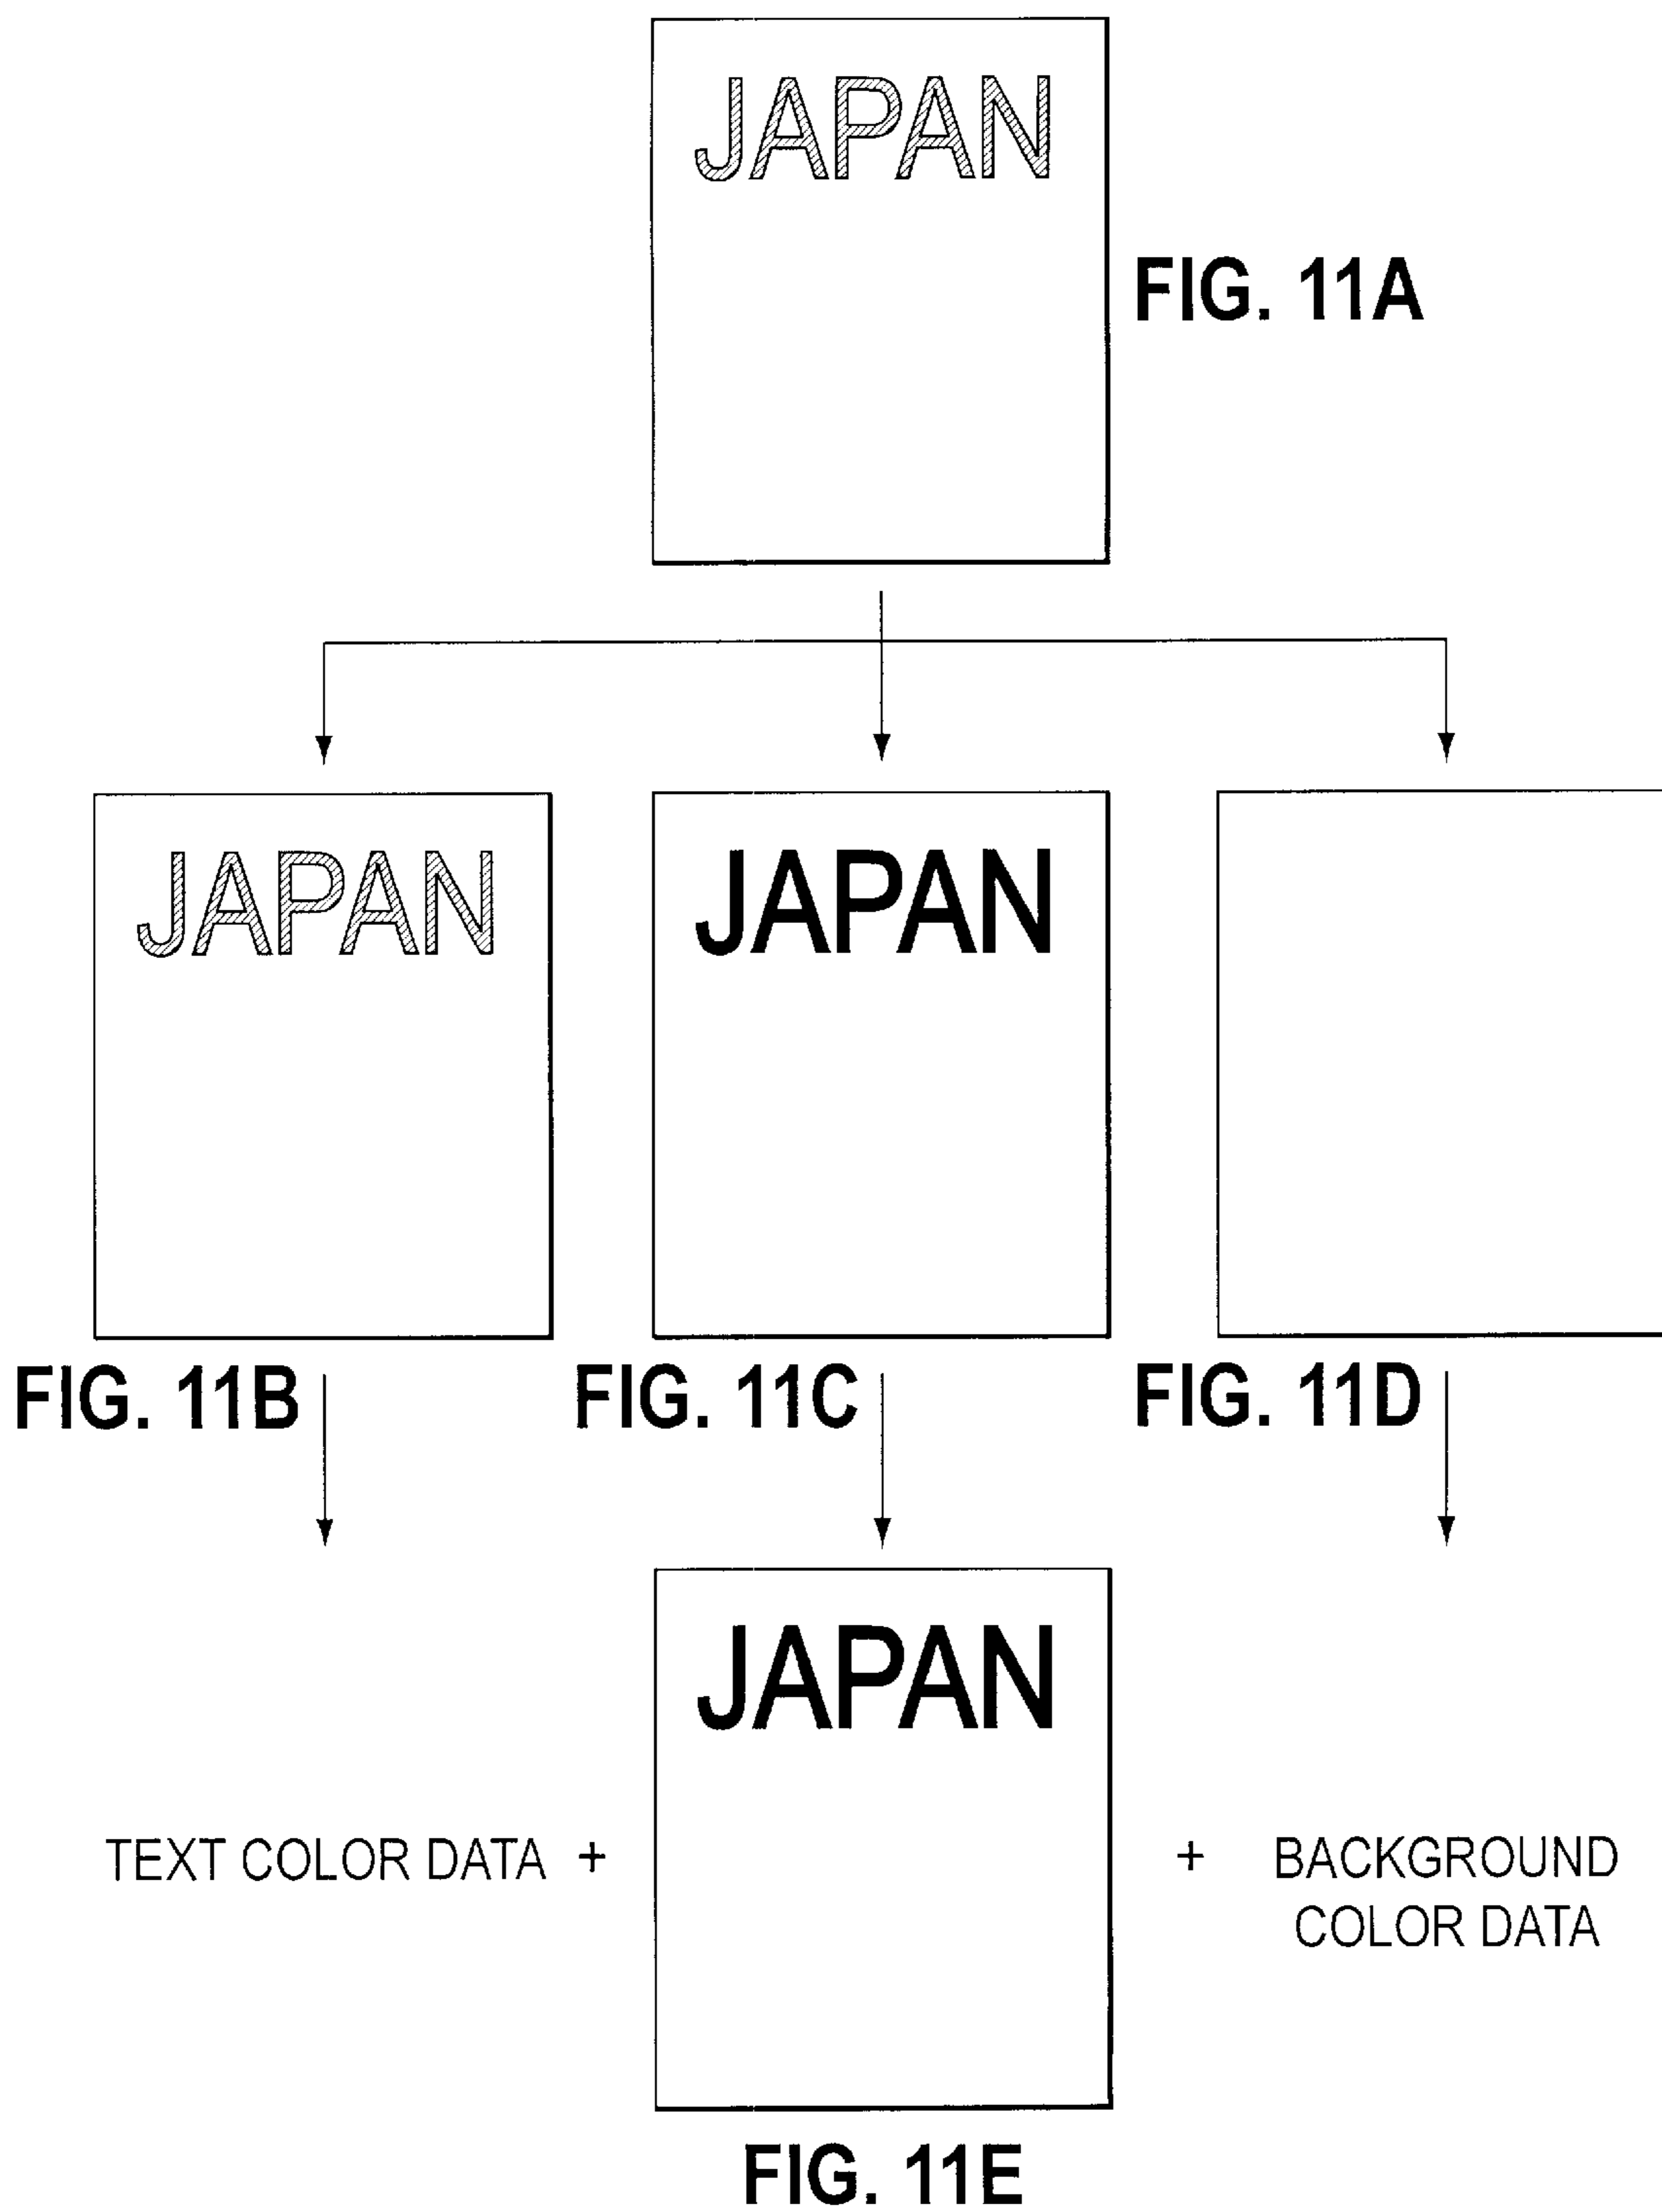 JAPAN
FIG. 11A
JAPAN
JAPAN
FIG. 11B
FIG. 11C
FIG. 11D
JAPAN
TEXT COLOR DATA +
+ BACKGROUND
COLOR DATA
FIG. 11E